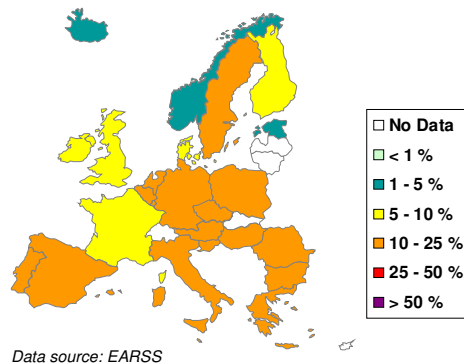 No Data
< 1 %
1 - 5 %
5 - 10 %
10 - 25 %
25 - 50 %
> 50 %
Data source: EARSS